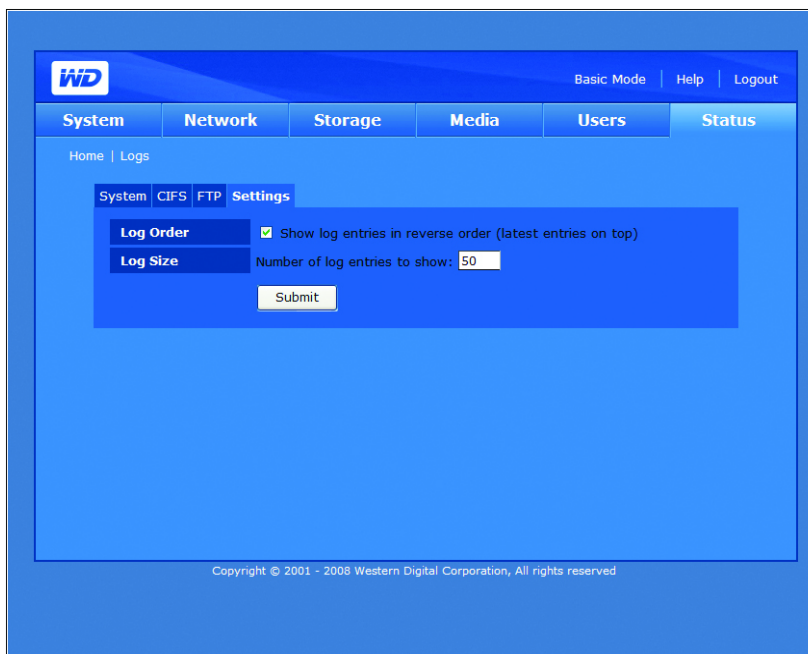 WD
Basic Mode | Help | Logout
System Network Storage Media Users Status
Home | Logs
System CIFS FTP Settings
Log Order Show log entries in reverse order (latest entries on top)
Log Size Number of log entries to show: 50
Submit
Copyright © 2001 - 2008 Western Digital Corporation, All rights reserved